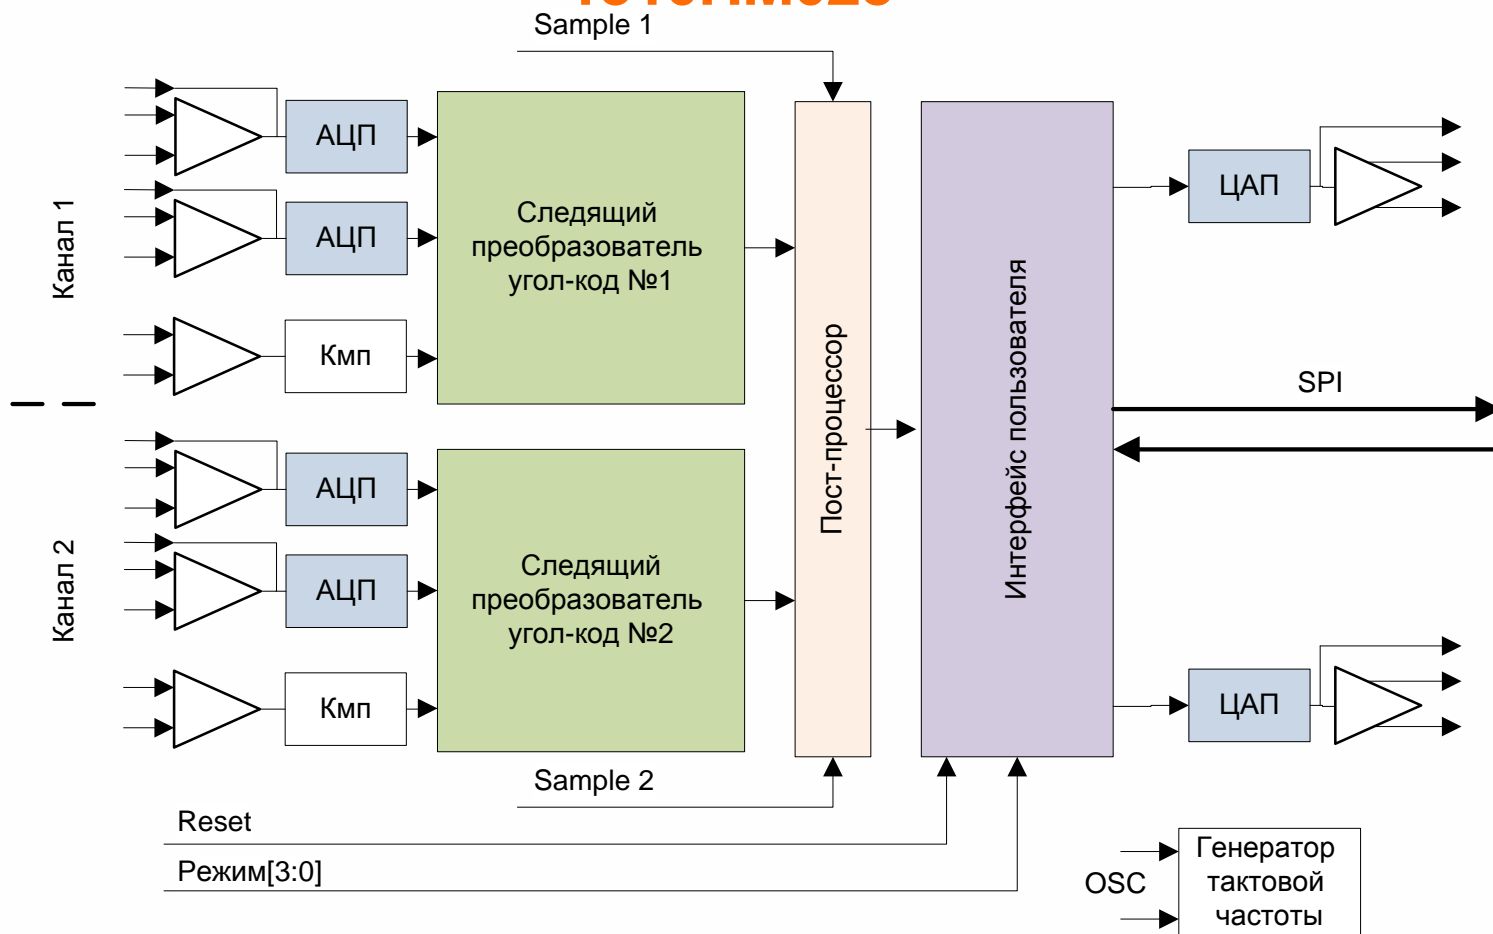 Sample 1
Канал 1
АЦП
АЦП
Кмп
Следящий
преобразователь
угол-код №1
Канал 2
АЦП
АЦП
Кмп
Следящий
преобразователь
угол-код №2
Пост-процессор
Интерфейс пользователя
ЦАП
SPI
ЦАП
Sample 2
Reset
Режим[3:0]
OSC
Генератор
тактовой
частоты